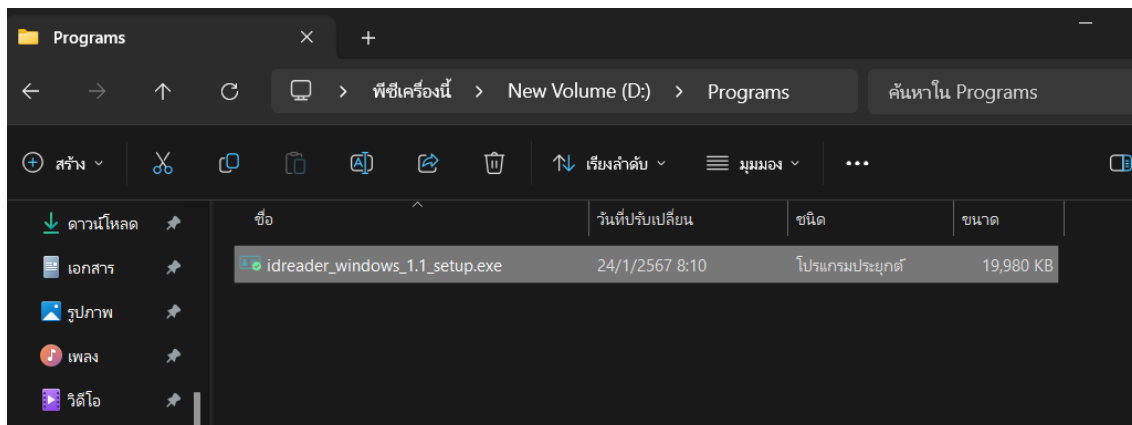 Programs
พีซีเครื่องนี้ > New Volume (D:) > Programs ค้นหาใน Programs
สร้าง เรียงลำดับ มุมมอง
ชื่อ วันที่ปรับเปลี่ยน ชนิด ขนาด
ดาวน์โหลด
idreader_windows_1.1_setup.exe 24/1/2567 8:10 โปรแกรมประยุกต์ 19,980 KB
เอกสาร
รูปภาพ
เพลง
วิดีโอ